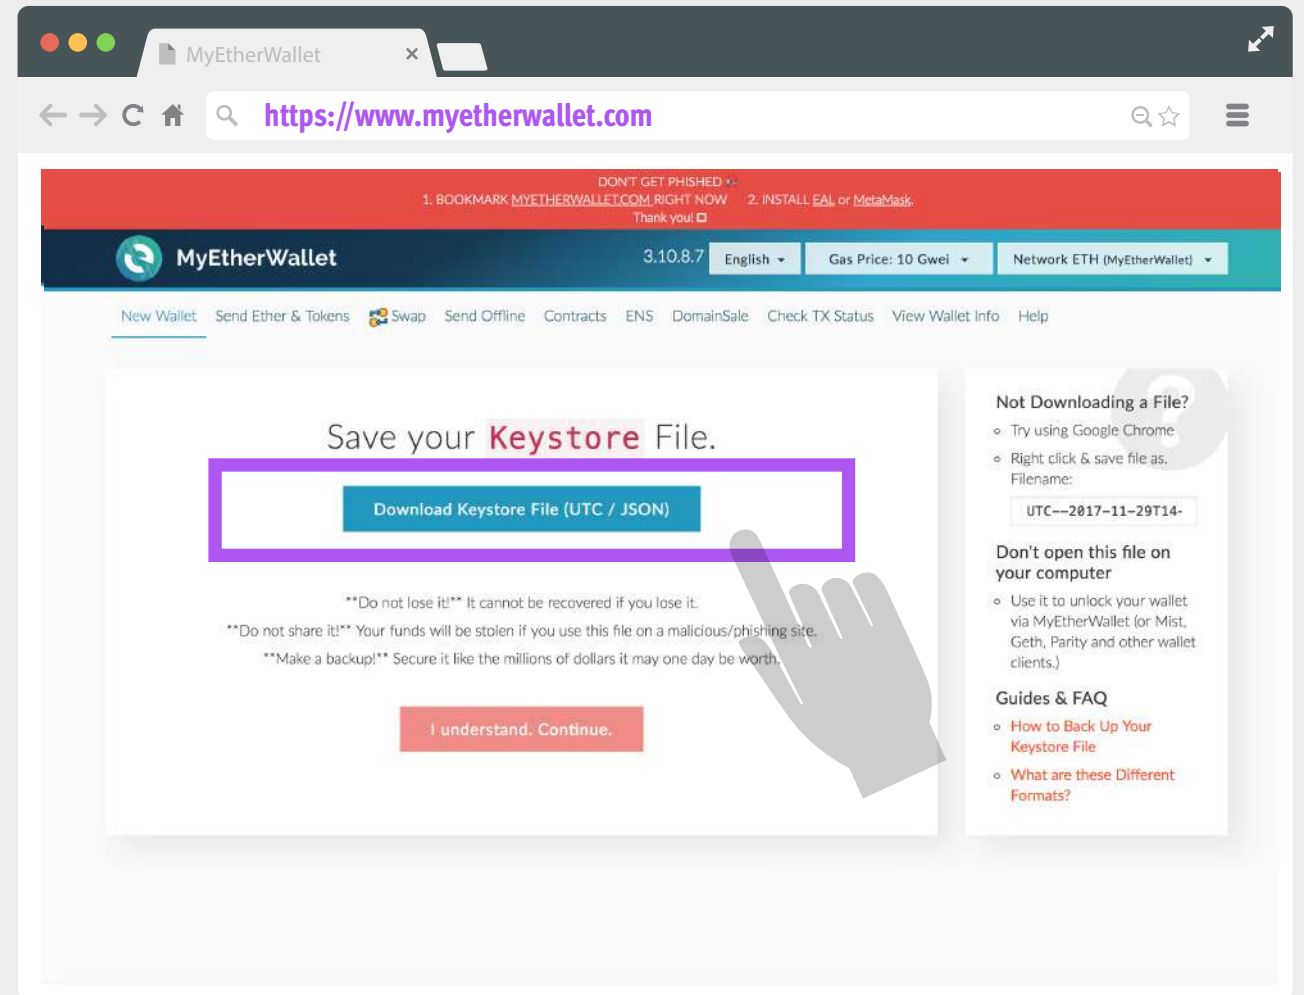 MyEtherWallet
https://www.myetherwallet.com
DON'T GET PHISHED
1. BOOKMARK MYETHERWALLET.COM RIGHT NOW 2. INSTALL EAL or MetaMask.
Thank you!
MyEtherWallet 3.10.8.7 English Gas Price: 10 Gwei Network ETH (MyEtherWallet)
New Wallet Send Ether & Tokens Swap Send Offline Contracts ENS DomainSale Check TX Status View Wallet Info Help
Save your Keystore File.
Download Keystore File (UTC / JSON)
**Do not lose it!** It cannot be recovered if you lose it.
**Do not share it!** Your funds will be stolen if you use this file on a malicious/phishing site.
**Make a backup!** Secure it like the millions of dollars it may one day be worth.
I understand. Continue.
Not Downloading a File?
Try using Google Chrome
Right click & save file as.
Filename:
UTC--2017-11-29T14-
Don't open this file on
your computer
Use it to unlock your wallet
via MyEtherWallet (or Mist,
Geth, Parity and other wallet
clients.)
Guides & FAQ
How to Back Up Your
Keystore File
What are these Different
Formats?